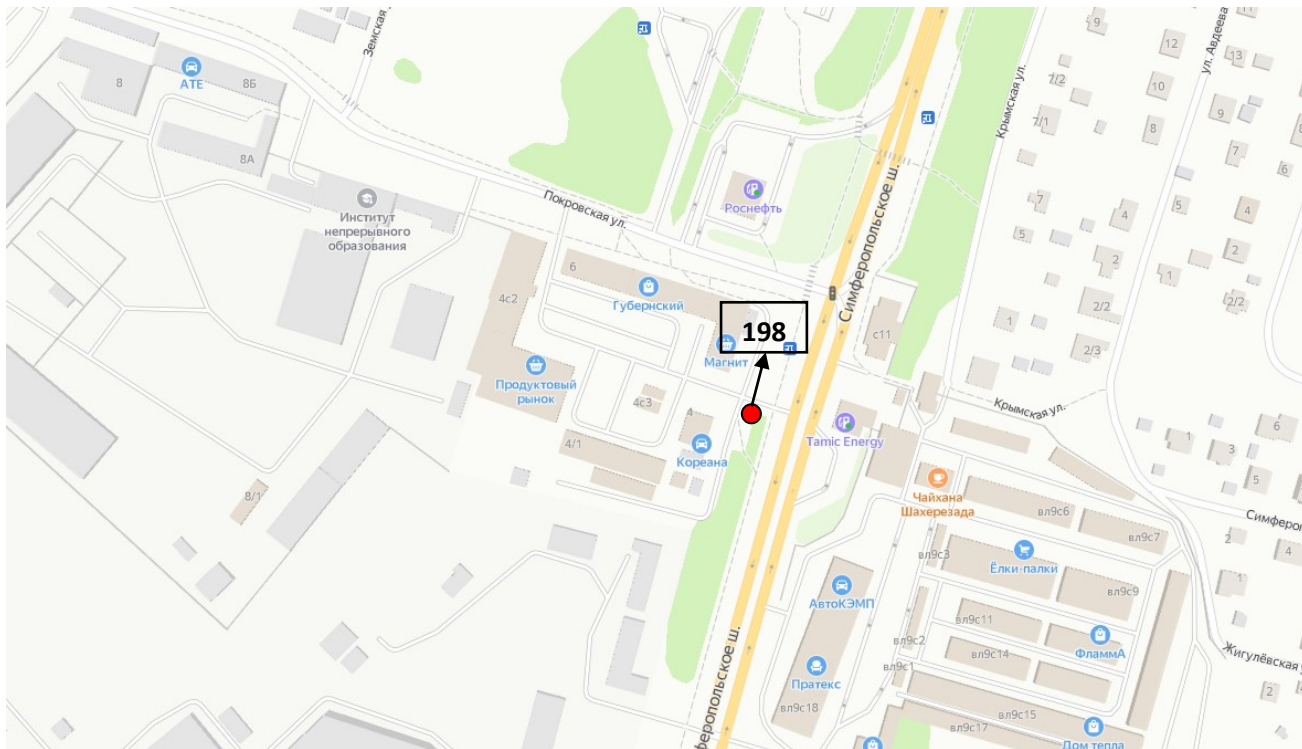 Земская
9
11
12
13
ул. Авдеева
8
АТЕ
8Б
7/2
10
Крымская ул.
7/1
8
9
8
8А
7
6
Институт
непрерывного
образования
Роснефть
Покровская ул.
7
4
5
4
5
2
2
1
Симферопольское ш.
6
4с2
Губернский
2/2
2/2
1
198
с11
2/3
Магнит
Продуктовый
рынок
4с3
4
Крымская ул.
6
4/1
Кореана
Tamic Energy
1
3
5
8/1
Чайхана
Шахерезада
вл9с6
Симферо
вл9с7
2
4
вл9с3
Ёлки-палки
1
АвтоКЭМП
вл9с9
вл9с11
вл9с2
ФламмА
вл9с14
вл9с1
Жигулёвская
Пратекс
2
вл9с18
вл9с15
вл9с17
Дом тепла
феропольское ш.